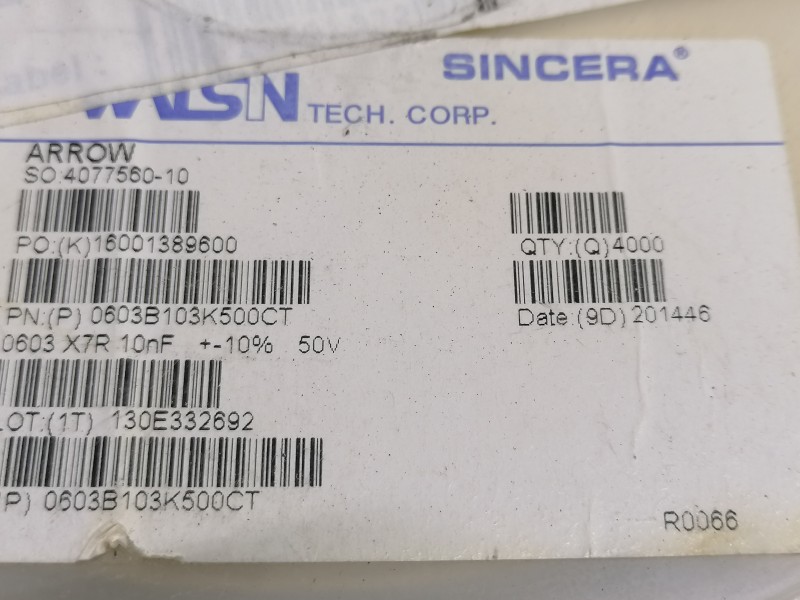 SINCERA®
WALSIN TECH. CORP.
ARROW
SO:4077560-10
PO:(K)16001389600
QTY:(Q)4000
PN:(P) 0603B103K500CT
Date:(9D) 201446
0603 X7R 10nF +-10% 50V
LOT:(1T) 130E332692
P) 0603B103K500CT
R0066